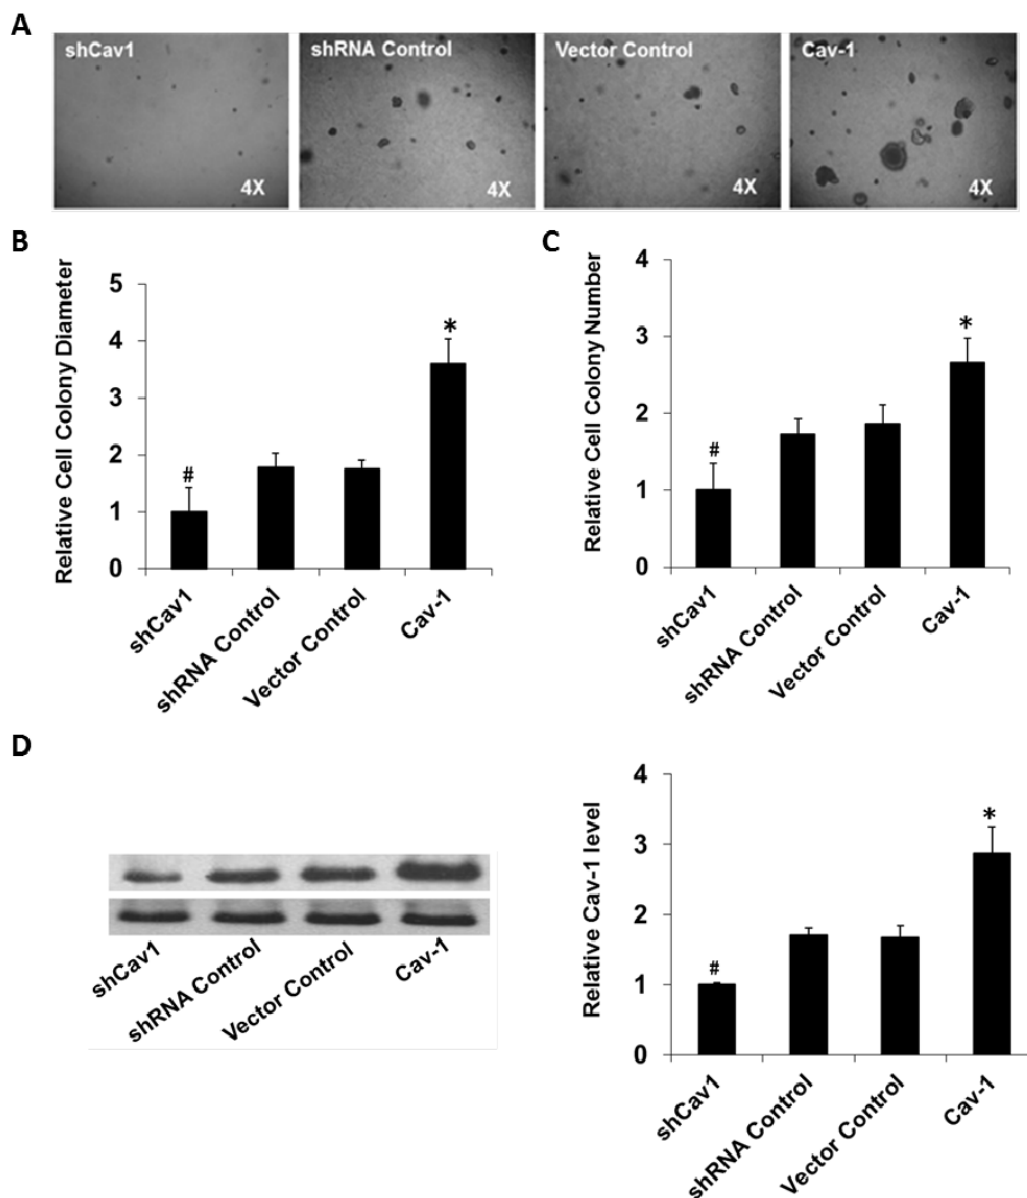 A
shCav1
4X
shRNA Control
4X
Vector Control
4X
Cav-1
4X
B
Relative Cell Colony Diameter
5
4
3
2
1
0
#
*
shCav1
shRNA Control
Vector Control
Cav-1
C
Relative Cell Colony Number
4
3
2
1
0
#
*
shCav1
shRNA Control
Vector Control
Cav-1
D
shCav1
shRNA Control
Vector Control
Cav-1
Relative Cav-1 level
4
3
2
1
0
#
*
shCav1
shRNA Control
Vector Control
Cav-1